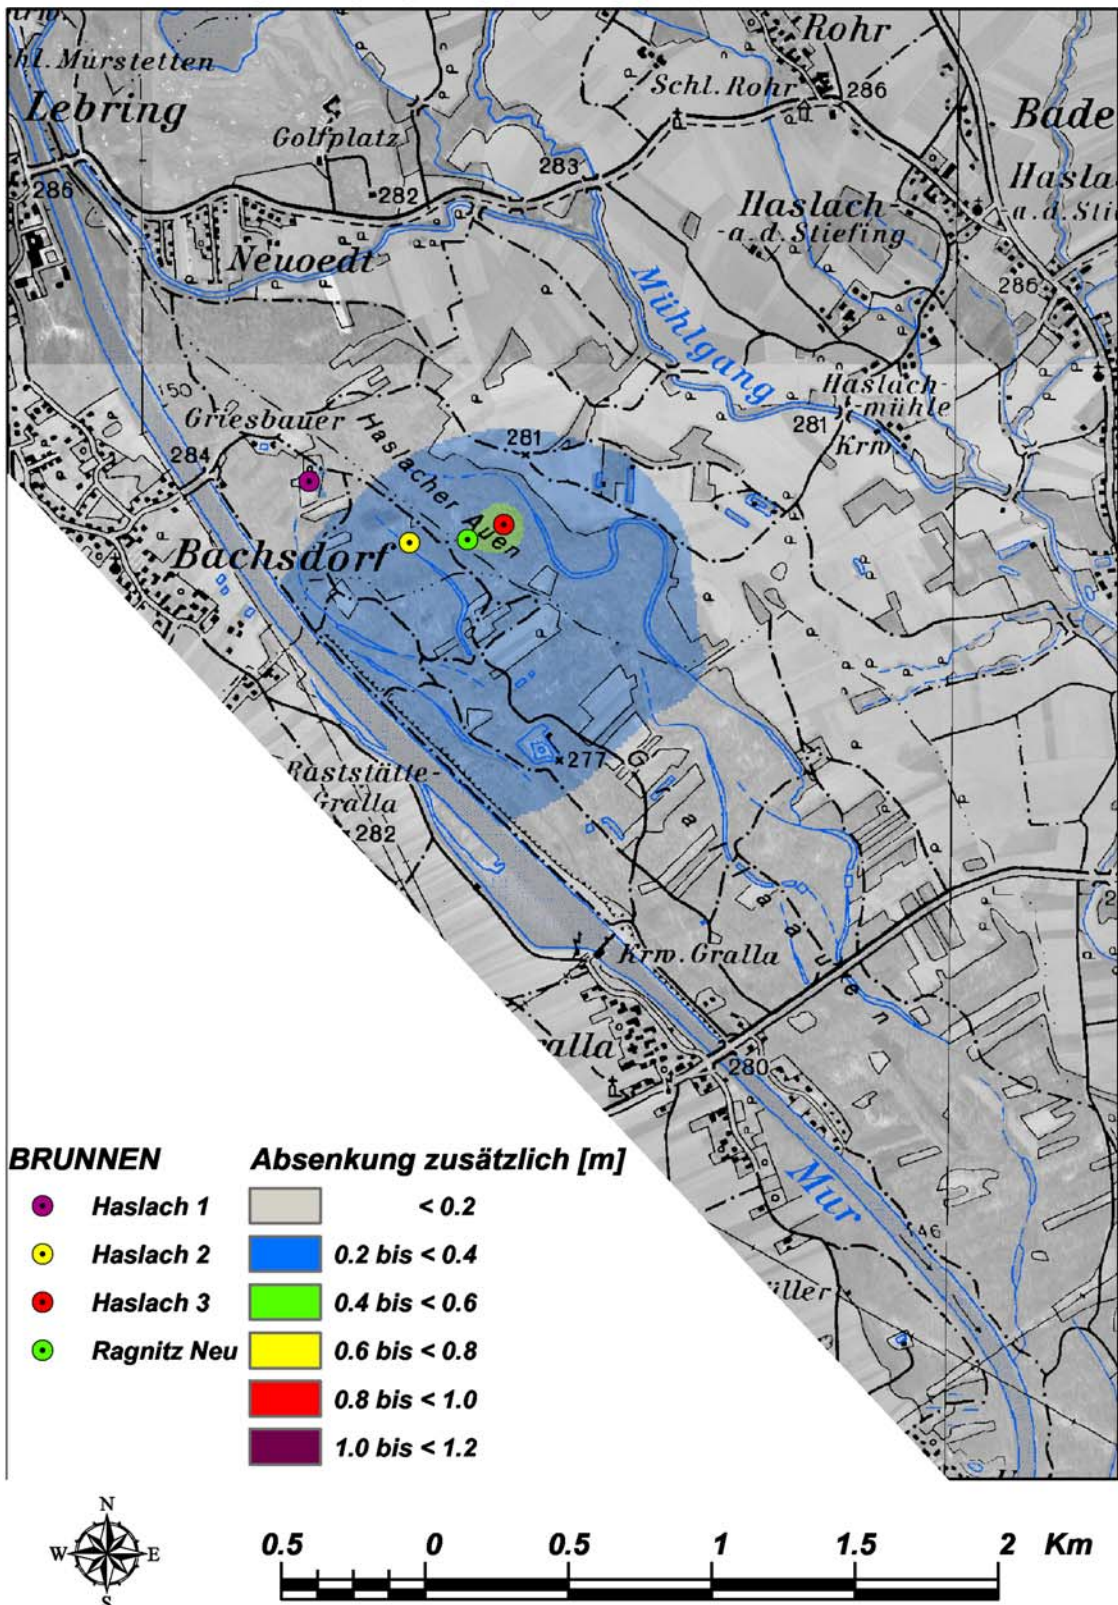 Rohr
hl. Murstetten
Schl. Rohr
286
Lebring
Golfplatz
Bade
283
Hasla
286
282
a.d. Sti
Haslach-
-a.d. Stiefing
Neuoedt
286
Mühlgang
Haslach-
-mühle
150
Griesbauer
Haslacher Auen
281
281
Krw.
284
Bachsdorf
277
Raststätte-
Gralla
282
Krw. Gralla
ralla
280
Mur
46
üller
BRUNNEN
Haslach 1
Haslach 2
Haslach 3
Ragnitz Neu
Absenkung zusätzlich [m]
< 0.2
0.2 bis < 0.4
0.4 bis < 0.6
0.6 bis < 0.8
0.8 bis < 1.0
1.0 bis < 1.2
N
W E
S
0.5 0 0.5 1 1.5 2 Km